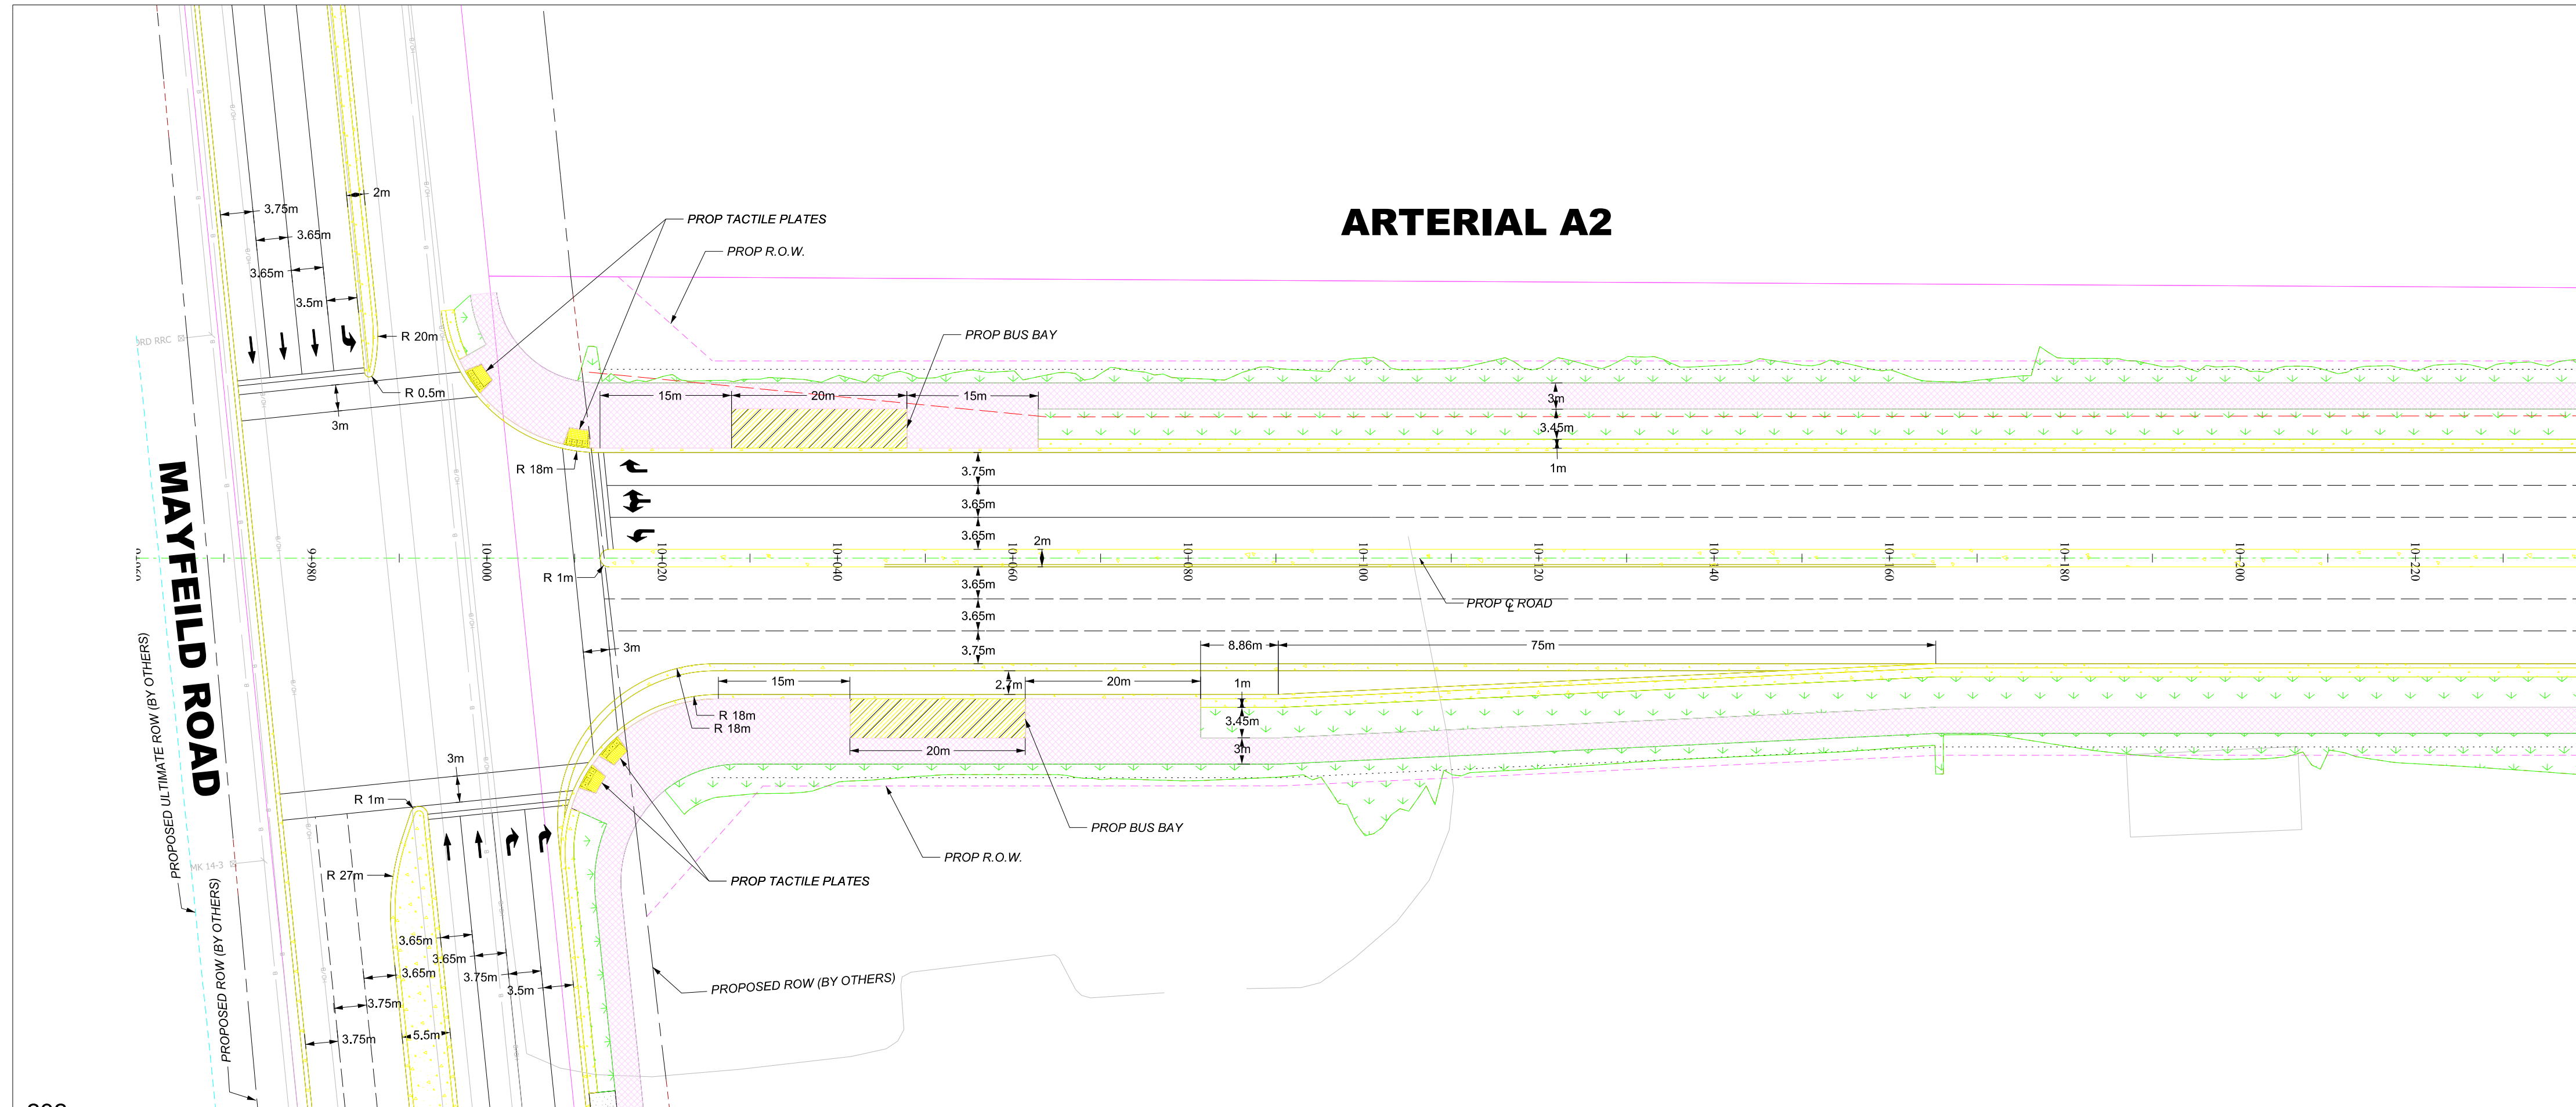 ARTERIAL A2
2m
3.75m
PROP TACTILE PLATES
3.65m
PROP R.O.W.
3.65m
3.5m
R 20m
PROP BUS BAY
R 0.5m
15m
20m
15m
3m
3m
3.45m
1m
R 18m
3.75m
3.65m
3.65m
2m
9+980
10+000
10+020
10+040
10+060
10+080
10+100
10+120
10+140
10+160
10+180
10+200
10+220
R 1m
3.65m
3.65m
3.75m
PROP ℄ ROAD
MAYFEILD ROAD
3m
8.86m
75m
15m
2.7m
20m
1m
R 18m
R 18m
3.45m
20m
3m
3m
R 1m
PROP BUS BAY
PROP R.O.W.
MK 14-3
R 27m
PROP TACTILE PLATES
PROPOSED ULTIMATE ROW (BY OTHERS)
PROPOSED ROW (BY OTHERS)
3.65m
3.65m
3.65m
3.75m
3.5m
3.75m
PROPOSED ROW (BY OTHERS)
3.75m
5.5m